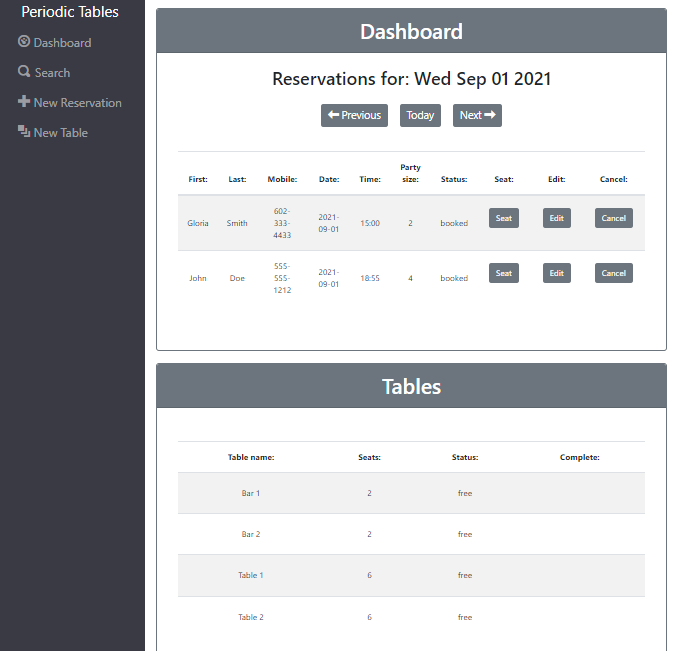 Periodic Tables
Dashboard
Search
New Reservation
New Table
Dashboard
Reservations for: Wed Sep 01 2021
Previous Today Next
First: Last: Mobile: Date: Time: Party size: Status: Seat: Edit: Cancel:
Gloria Smith 602-333-4433 2021-09-01 15:00 2 booked Seat Edit Cancel
John Doe 555-555-1212 2021-09-01 18:55 4 booked Seat Edit Cancel
Tables
Table name: Seats: Status: Complete:
Bar 1 2 free
Bar 2 2 free
Table 1 6 free
Table 2 6 free